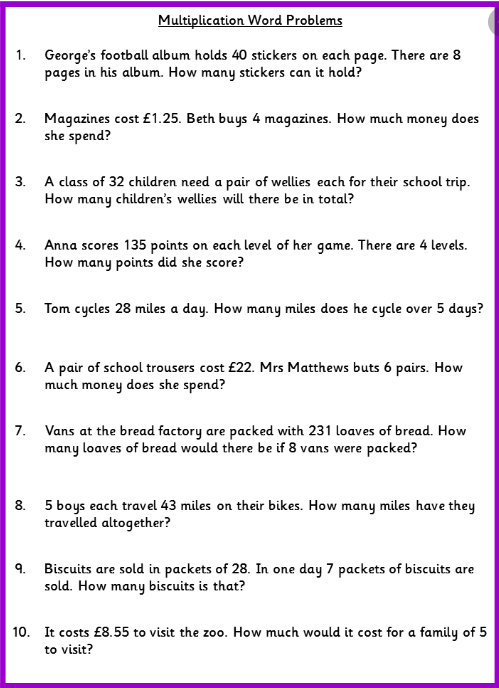 Multiplication Word Problems
1. George's football album holds 40 stickers on each page. There are 8
pages in his album. How many stickers can it hold?
2. Magazines cost £1.25. Beth buys 4 magazines. How much money does
she spend?
3. A class of 32 children need a pair of wellies each for their school trip.
How many children's wellies will there be in total?
4. Anna scores 135 points on each level of her game. There are 4 levels.
How many points did she score?
5. Tom cycles 28 miles a day. How many miles does he cycle over 5 days?
6. A pair of school trousers cost £22. Mrs Matthews buts 6 pairs. How
much money does she spend?
7. Vans at the bread factory are packed with 231 loaves of bread. How
many loaves of bread would there be if 8 vans were packed?
8. 5 boys each travel 43 miles on their bikes. How many miles have they
travelled altogether?
9. Biscuits are sold in packets of 28. In one day 7 packets of biscuits are
sold. How many biscuits is that?
10. It costs £8.55 to visit the zoo. How much would it cost for a family of 5
to visit?